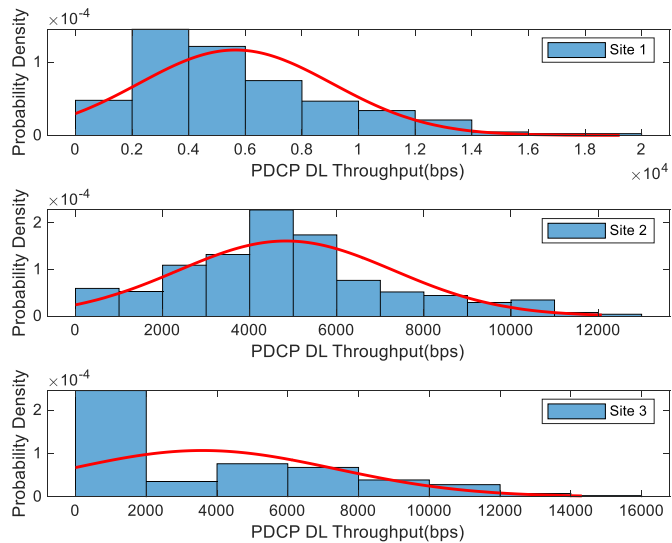 ×10⁻⁴
Probability Density
1
0
Site 1
0 0.2 0.4 0.6 0.8 1 1.2 1.4 1.6 1.8 2
PDCP DL Throughput(bps)
×10⁴
×10⁻⁴
Probability Density
2
1
0
Site 2
0 2000 4000 6000 8000 10000 12000
PDCP DL Throughput(bps)
×10⁻⁴
Probability Density
2
1
0
Site 3
0 2000 4000 6000 8000 10000 12000 14000 16000
PDCP DL Throughput(bps)